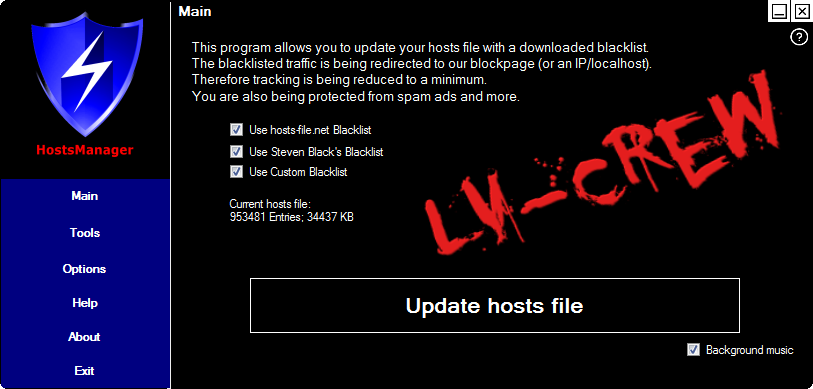 Main
This program allows you to update your hosts file with a downloaded blacklist.
The blacklisted traffic is being redirected to our blockpage (or an IP/localhost).
Therefore tracking is being reduced to a minimum.
You are also being protected from spam ads and more.
HostsManager
Main
Tools
Options
Help
About
Exit
Use hosts-file.net Blacklist
Use Steven Black's Blacklist
Use Custom Blacklist
Current hosts file:
953481 Entries; 34437 KB
LV-CREW
Update hosts file
Background music
?